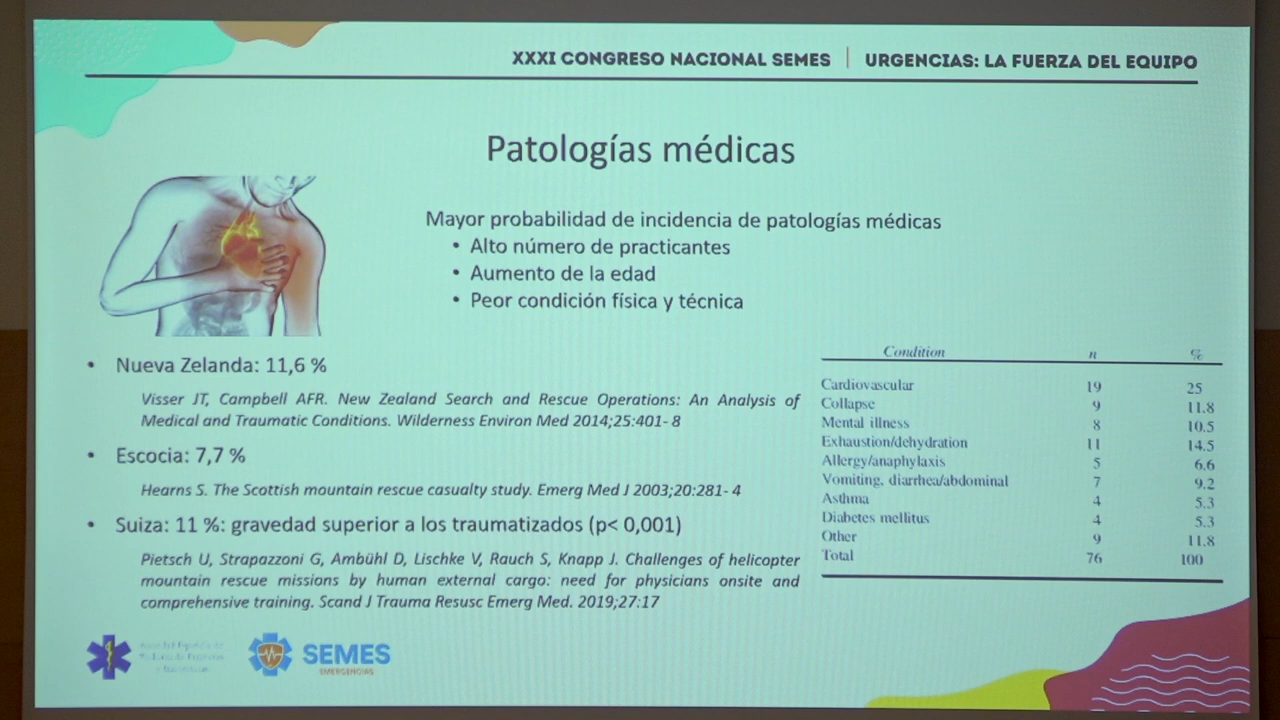 XXXI CONGRESO NACIONAL SEMES | URGENCIAS: LA FUERZA DEL EQUIPO
Patologías médicas
Mayor probabilidad de incidencia de patologías médicas
• Alto número de practicantes
• Aumento de la edad
• Peor condición física y técnica
• Nueva Zelanda: 11,6 %
Visser JT, Campbell AFR. New Zealand Search and Rescue Operations: An Analysis of
Medical and Traumatic Conditions. Wilderness Environ Med 2014;25:401- 8
• Escocia: 7,7 %
Hearns S. The Scottish mountain rescue casualty study. Emerg Med J 2003;20:281- 4
• Suiza: 11 %: gravedad superior a los traumatizados (p< 0,001)
Pietsch U, Strapazzoni G, Ambühl D, Lischke V, Rauch S, Knapp J. Challenges of helicopter
mountain rescue missions by human external cargo: need for physicians onsite and
comprehensive training. Scand J Trauma Resusc Emerg Med. 2019;27:17
Condition n %
Cardiovascular 19 25
Collapse 9 11.8
Mental illness 8 10.5
Exhaustion/dehydration 11 14.5
Allergy/anaphylaxis 5 6.6
Vomiting, diarrhea/abdominal 7 9.2
Asthma 4 5.3
Diabetes mellitus 4 5.3
Other 9 11.8
Total 76 100
SEMES
EMERGENCIAS